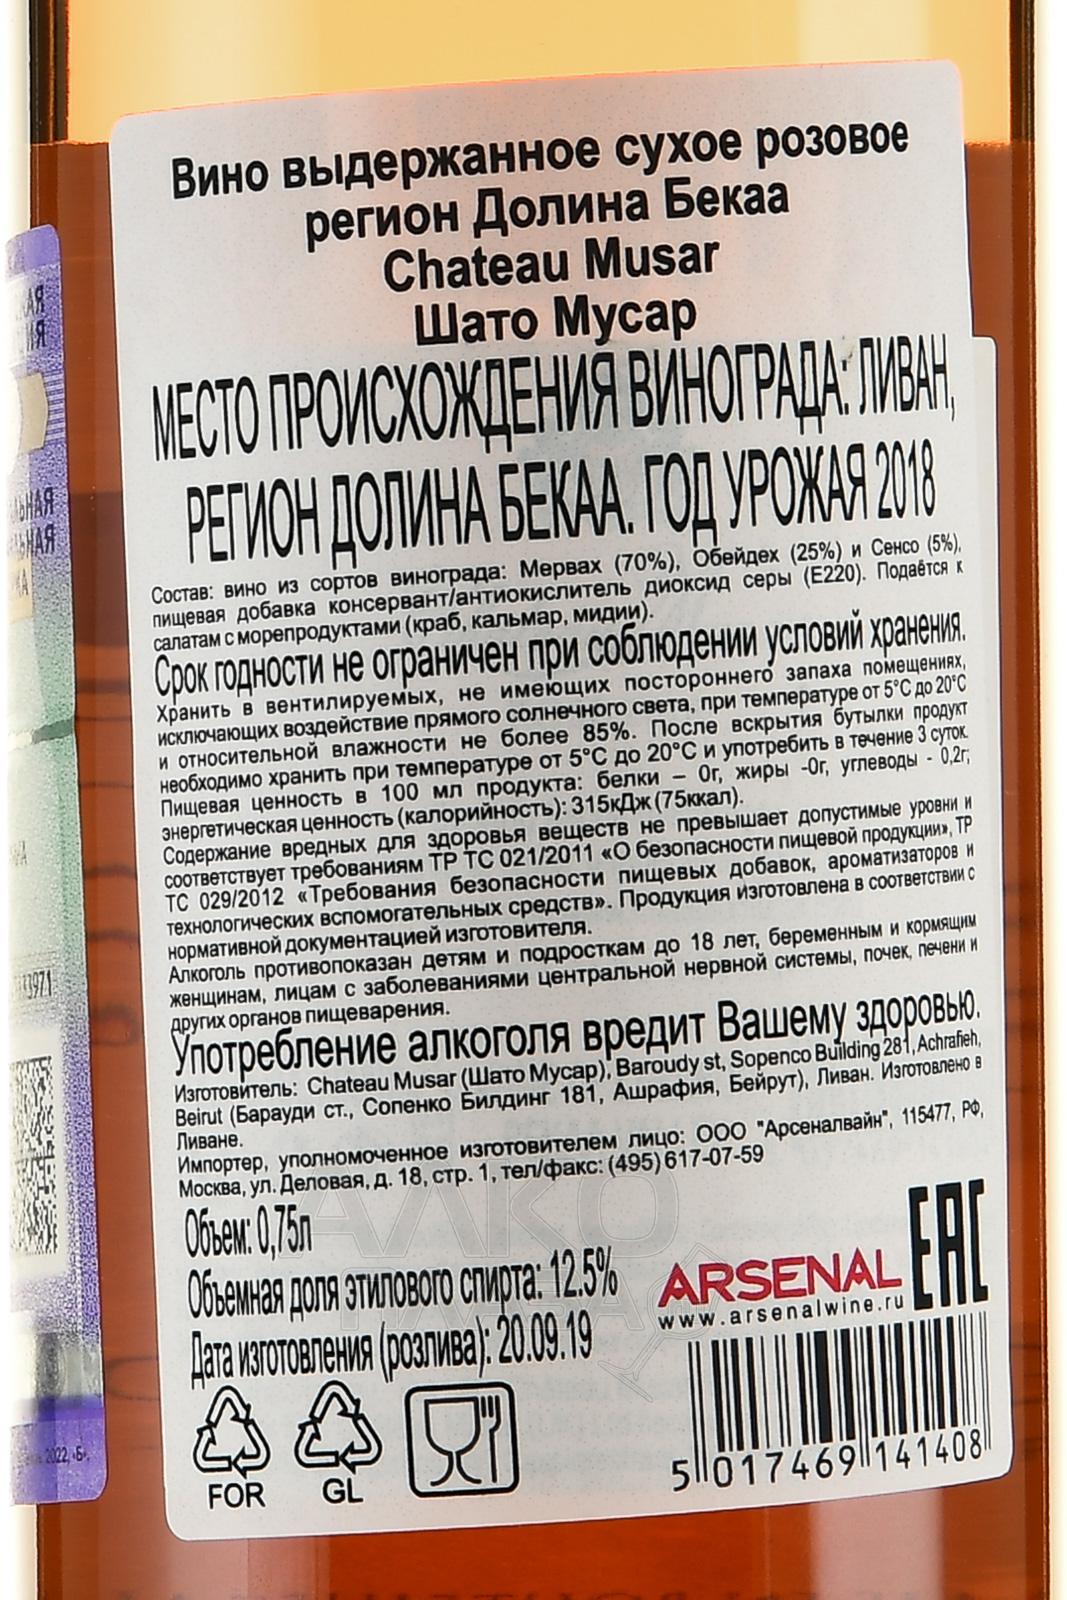 Вино выдержанное сухое розовое
регион Долина Бекаа
Chateau Musar
Шато Мусар
МЕСТО ПРОИСХОЖДЕНИЯ ВИНОГРАДА: ЛИВАН,
РЕГИОН ДОЛИНА БЕКАА. ГОД УРОЖАЯ 2018
Состав: вино из сортов винограда: Мервах (70%), Обейдех (25%) и Сенсо (5%),
пищевая добавка консервант/антиокислитель диоксид серы (Е220). Подаётся к
салатам с морепродуктами (краб, кальмар, мидии).
Срок годности не ограничен при соблюдении условий хранения.
Хранить в вентилируемых, не имеющих постороннего запаха помещениях,
исключающих воздействие прямого солнечного света, при температуре от 5°С до 20°С
и относительной влажности не более 85%. После вскрытия бутылки продукт
необходимо хранить при температуре от 5°С до 20°С и употребить в течение 3 суток.
Пищевая ценность в 100 мл продукта: белки – 0г, жиры -0г, углеводы - 0,2г;
энергетическая ценность (калорийность): 315кДж (75ккал).
Содержание вредных для здоровья веществ не превышает допустимые уровни и
соответствует требованиям ТР ТС 021/2011 «О безопасности пищевой продукции», ТР
ТС 029/2012 «Требования безопасности пищевых добавок, ароматизаторов и
технологических вспомогательных средств». Продукция изготовлена в соответствии с
нормативной документацией изготовителя.
Алкоголь противопоказан детям и подросткам до 18 лет, беременным и кормящим
женщинам, лицам с заболеваниями центральной нервной системы, почек, печени и
других органов пищеварения.
Употребление алкоголя вредит Вашему здоровью.
Изготовитель: Chateau Musar (Шато Мусар), Baroudy st, Sopenco Building 281, Achrafieh,
Beirut (Барауди ст., Сопенко Билдинг 181, Ашрафия, Бейрут), Ливан. Изготовлено в
Ливане.
Импортер, уполномоченное изготовителем лицо: ООО "Арсеналвайн", 115477, РФ,
Москва, ул. Деловая, д. 18, стр. 1, тел/факс: (495) 617-07-59
Объем: 0,75л
Объемная доля этилового спирта: 12.5%
Дата изготовления (розлива): 20.09.19
ARSENAL
www.arsenalwine.ru
EAC
FOR
GL
5 017469 141408
АЛКО
3971
2022, «Б».